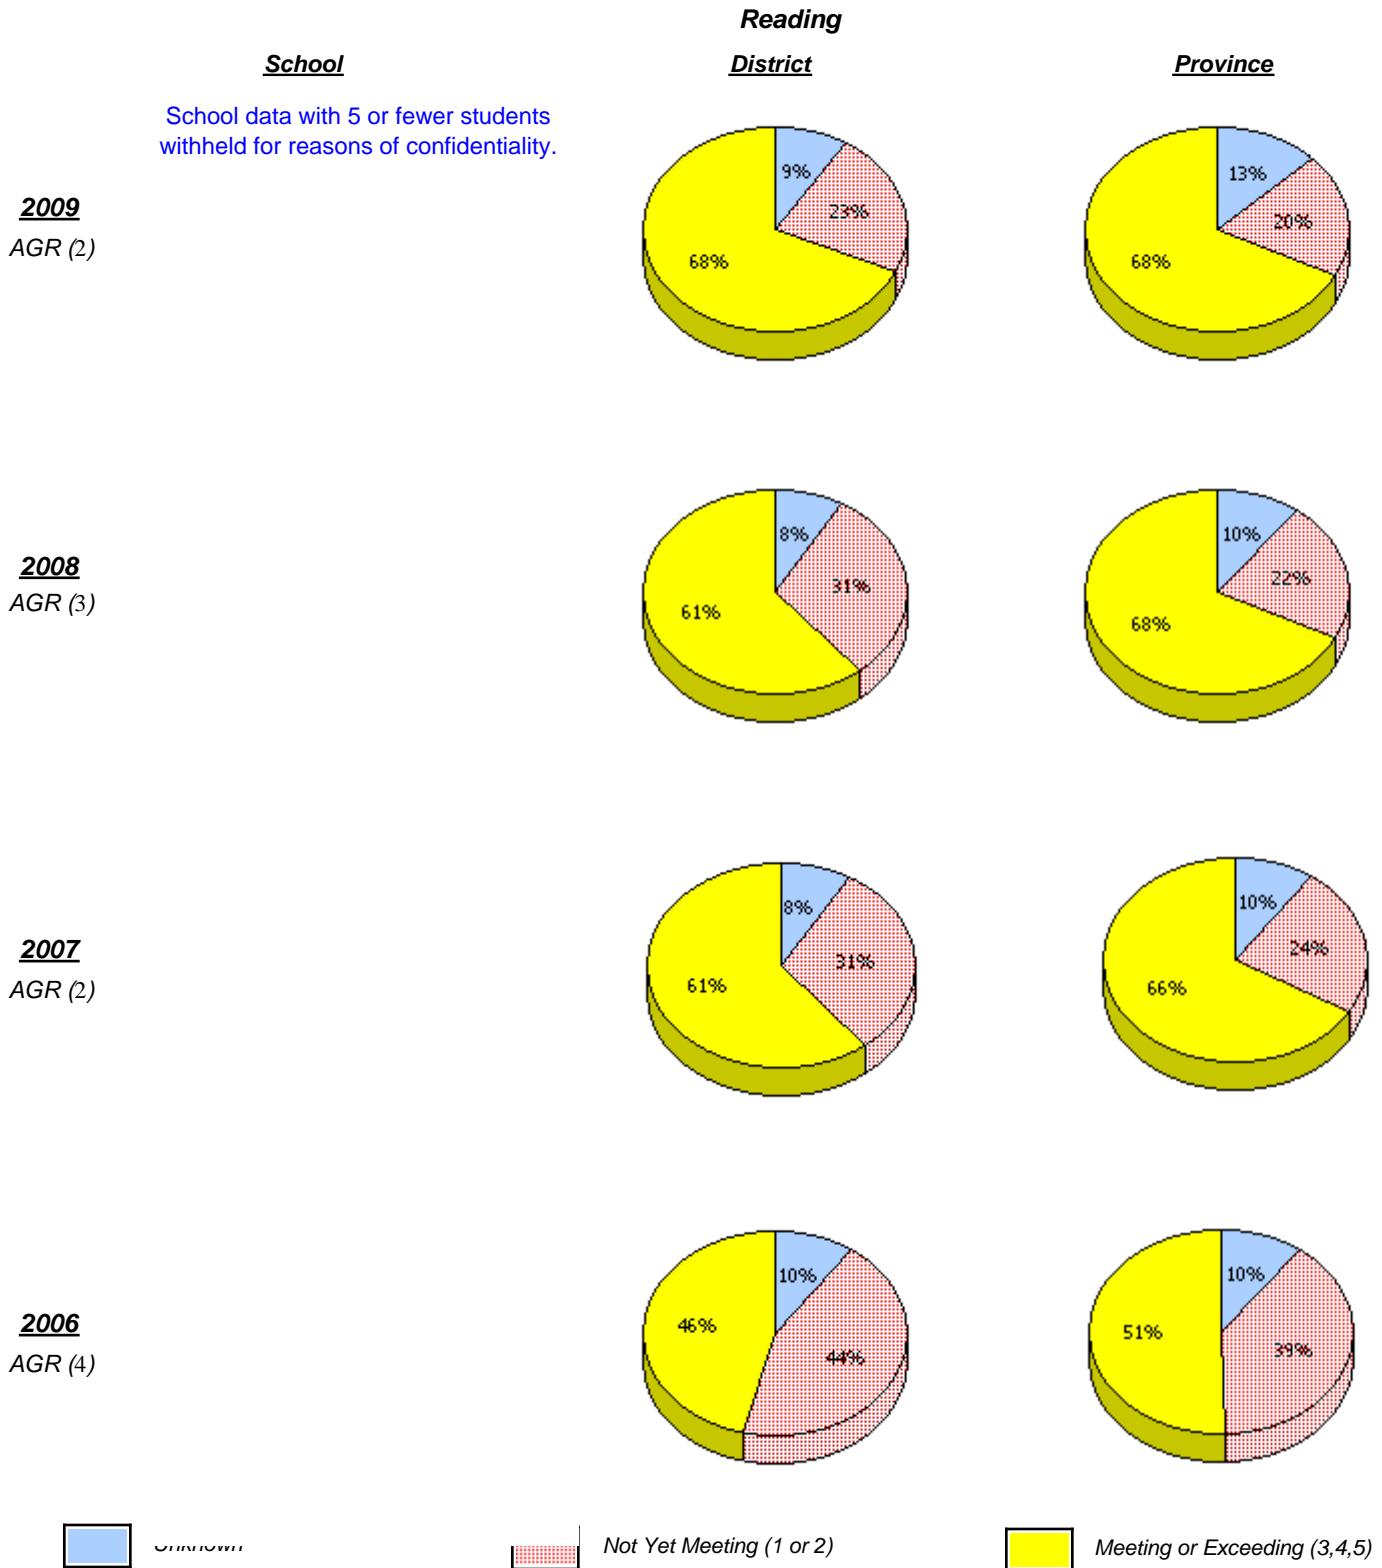 Reading
School
District
Province
School data with 5 or fewer students
withheld for reasons of confidentiality.
2009
AGR (2)
9%
23%
68%
13%
20%
68%
2008
AGR (3)
8%
31%
61%
10%
22%
68%
2007
AGR (2)
8%
31%
61%
10%
24%
66%
2006
AGR (4)
10%
44%
46%
10%
39%
51%
Unknown
Not Yet Meeting (1 or 2)
Meeting or Exceeding (3,4,5)